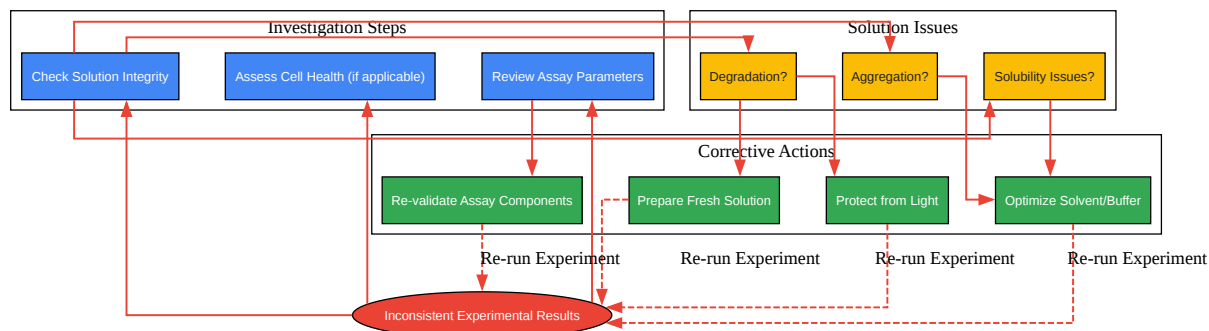 Investigation Steps
Solution Issues
Check Solution Integrity
Assess Cell Health (if applicable)
Review Assay Parameters
Degradation?
Aggregation?
Solubility Issues?
Corrective Actions
Re-validate Assay Components
Prepare Fresh Solution
Protect from Light
Optimize Solvent/Buffer
Re-run Experiment
Re-run Experiment
Re-run Experiment
Re-run Experiment
Inconsistent Experimental Results